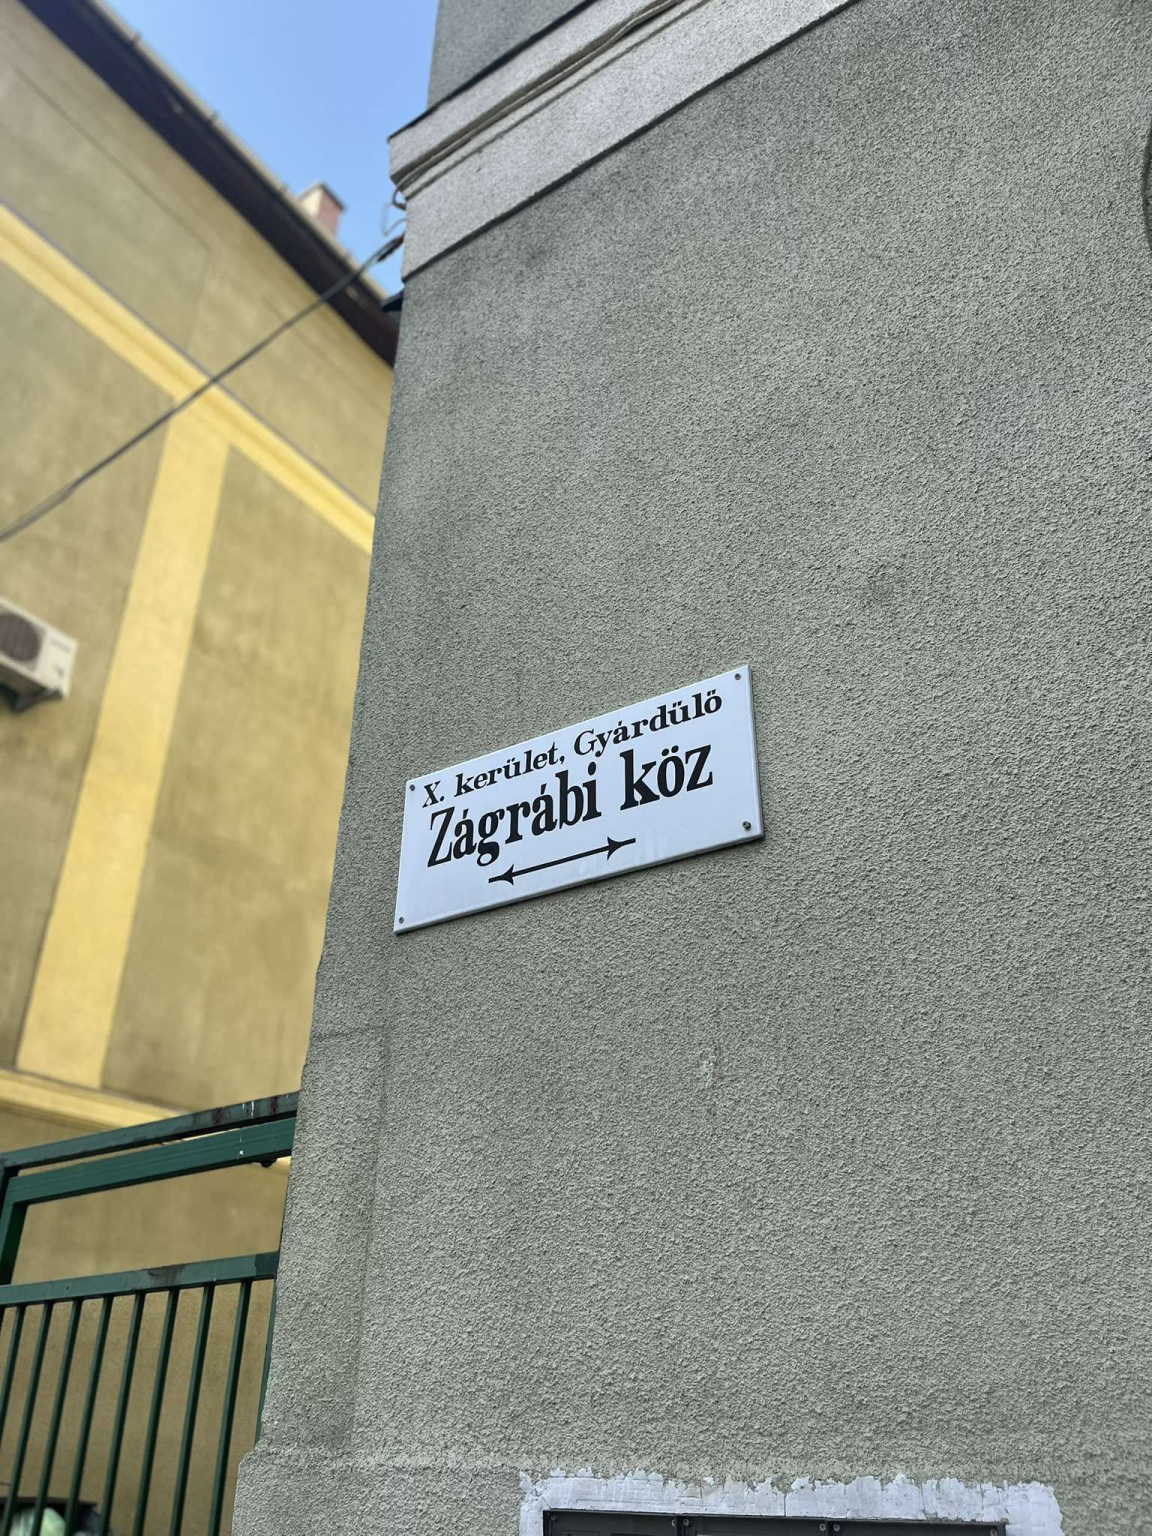 X. kerület, Gyárdűlő
Zágrábi köz